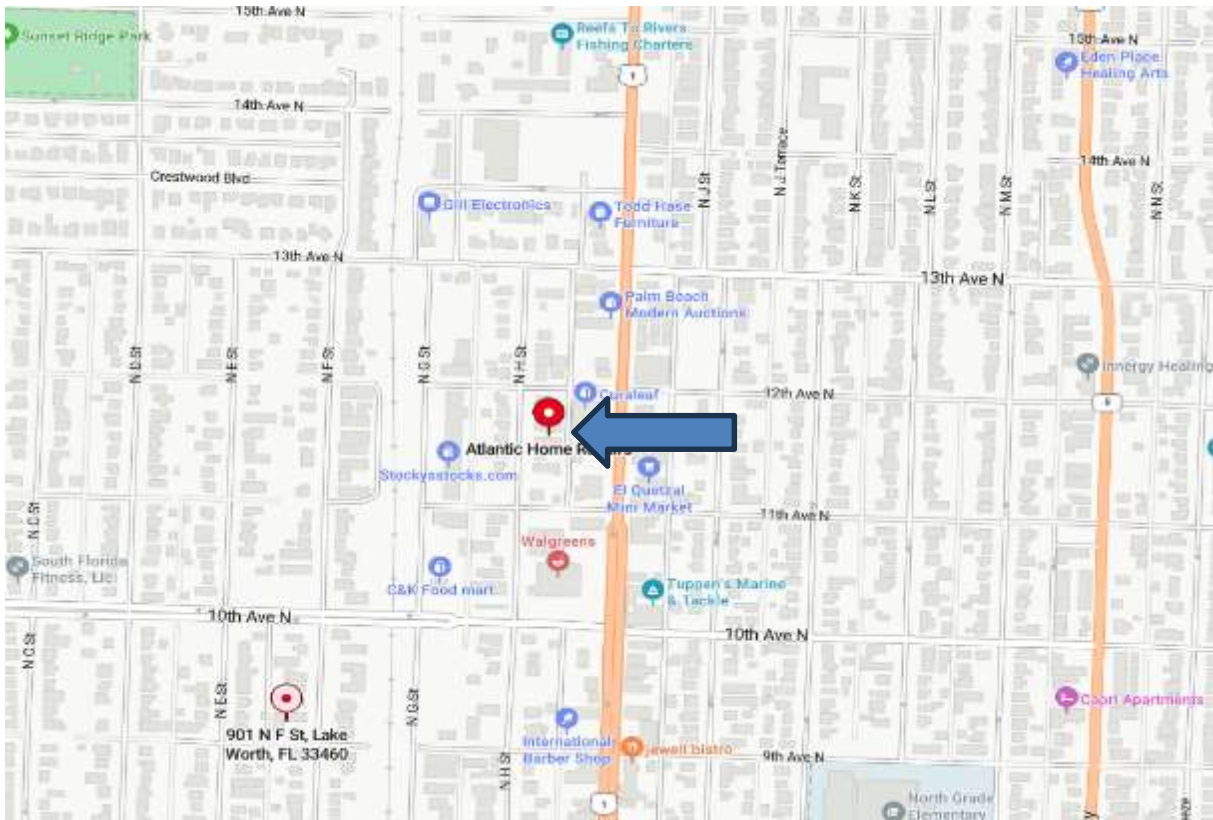 15th Ave N
Sunset Ridge Park
Reefs To Rivers
Fishing Charters
15th Ave N
Eden Place
Healing Arts
1
14th Ave N
14th Ave N
Crestwood Blvd
N J St
N J Terrace
N K St
N L St
N M St
N N St
Gill Electronics
Todd Hase
Furniture
13th Ave N
13th Ave N
Palm Beach
Modern Auctions
N D St
N E St
N F St
N G St
N H St
Innergy Healing
Curaleaf
12th Ave N
5
Atlantic Home
Stockysstocks.com
El Quetzal
Mini Market
11th Ave N
N C St
Walgreens
South Florida
Fitness, Llc
C&K Food mart
Tuppen's Marine
& Tackle
10th Ave N
10th Ave N
N C St
N E St
N G St
901 N F St, Lake
Worth, FL 33460
Capri Apartments
International
Barber Shop
Jewell bistro
9th Ave N
N H St
1
North Grade
Elementary